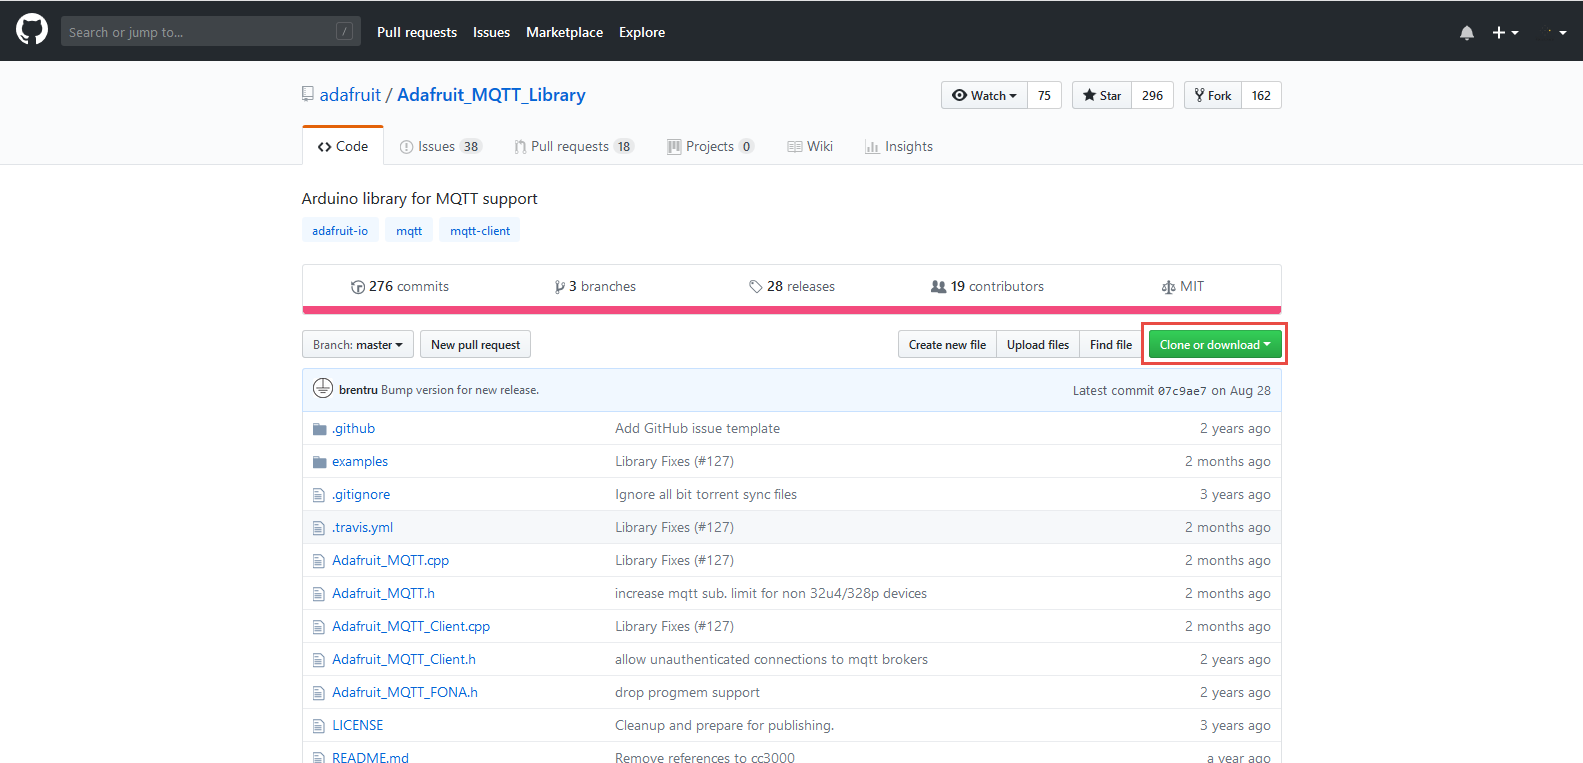 Search or jump to... /
Pull requests Issues Marketplace Explore
adafruit / Adafruit_MQTT_Library
Watch 75 Star 296 Fork 162
Code Issues 38 Pull requests 18 Projects 0 Wiki Insights
Arduino library for MQTT support
adafruit-io mqtt mqtt-client
276 commits 3 branches 28 releases 19 contributors MIT
Branch: master New pull request Create new file Upload files Find file Clone or download
brentru Bump version for new release. Latest commit 07c9ae7 on Aug 28
.github Add GitHub issue template 2 years ago
examples Library Fixes (#127) 2 months ago
.gitignore Ignore all bit torrent sync files 3 years ago
.travis.yml Library Fixes (#127) 2 months ago
Adafruit_MQTT.cpp Library Fixes (#127) 2 months ago
Adafruit_MQTT.h increase mqtt sub. limit for non 32u4/328p devices 2 months ago
Adafruit_MQTT_Client.cpp Library Fixes (#127) 2 months ago
Adafruit_MQTT_Client.h allow unauthenticated connections to mqtt brokers 2 years ago
Adafruit_MQTT_FONA.h drop progmem support 2 years ago
LICENSE Cleanup and prepare for publishing. 3 years ago
README.md Remove references to cc3000 a year ago